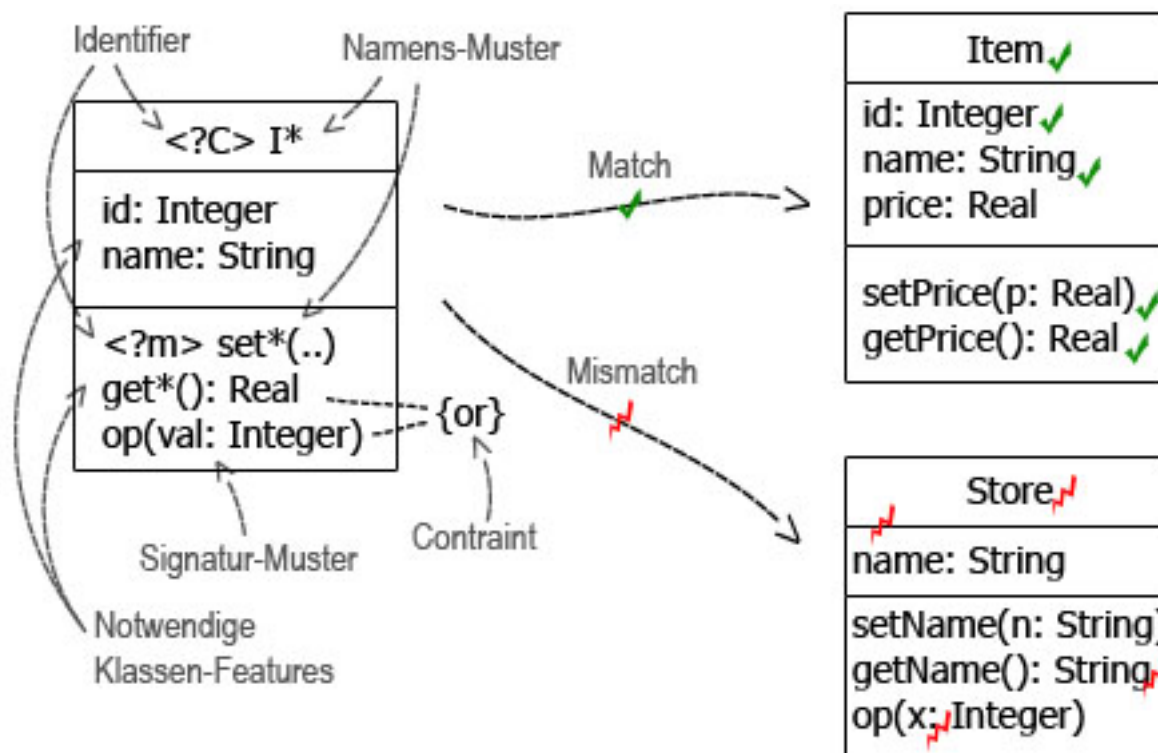 Identifier
Namens-Muster
<?C> I*
id: Integer
name: String
<?m> set*(..)
get*(): Real
op(val: Integer)
{or}
Signatur-Muster
Contraint
Notwendige
Klassen-Features
Match
Mismatch
Item
id: Integer
name: String
price: Real
setPrice(p: Real)
getPrice(): Real
Store
name: String
setName(n: String)
getName(): String
op(x: Integer)